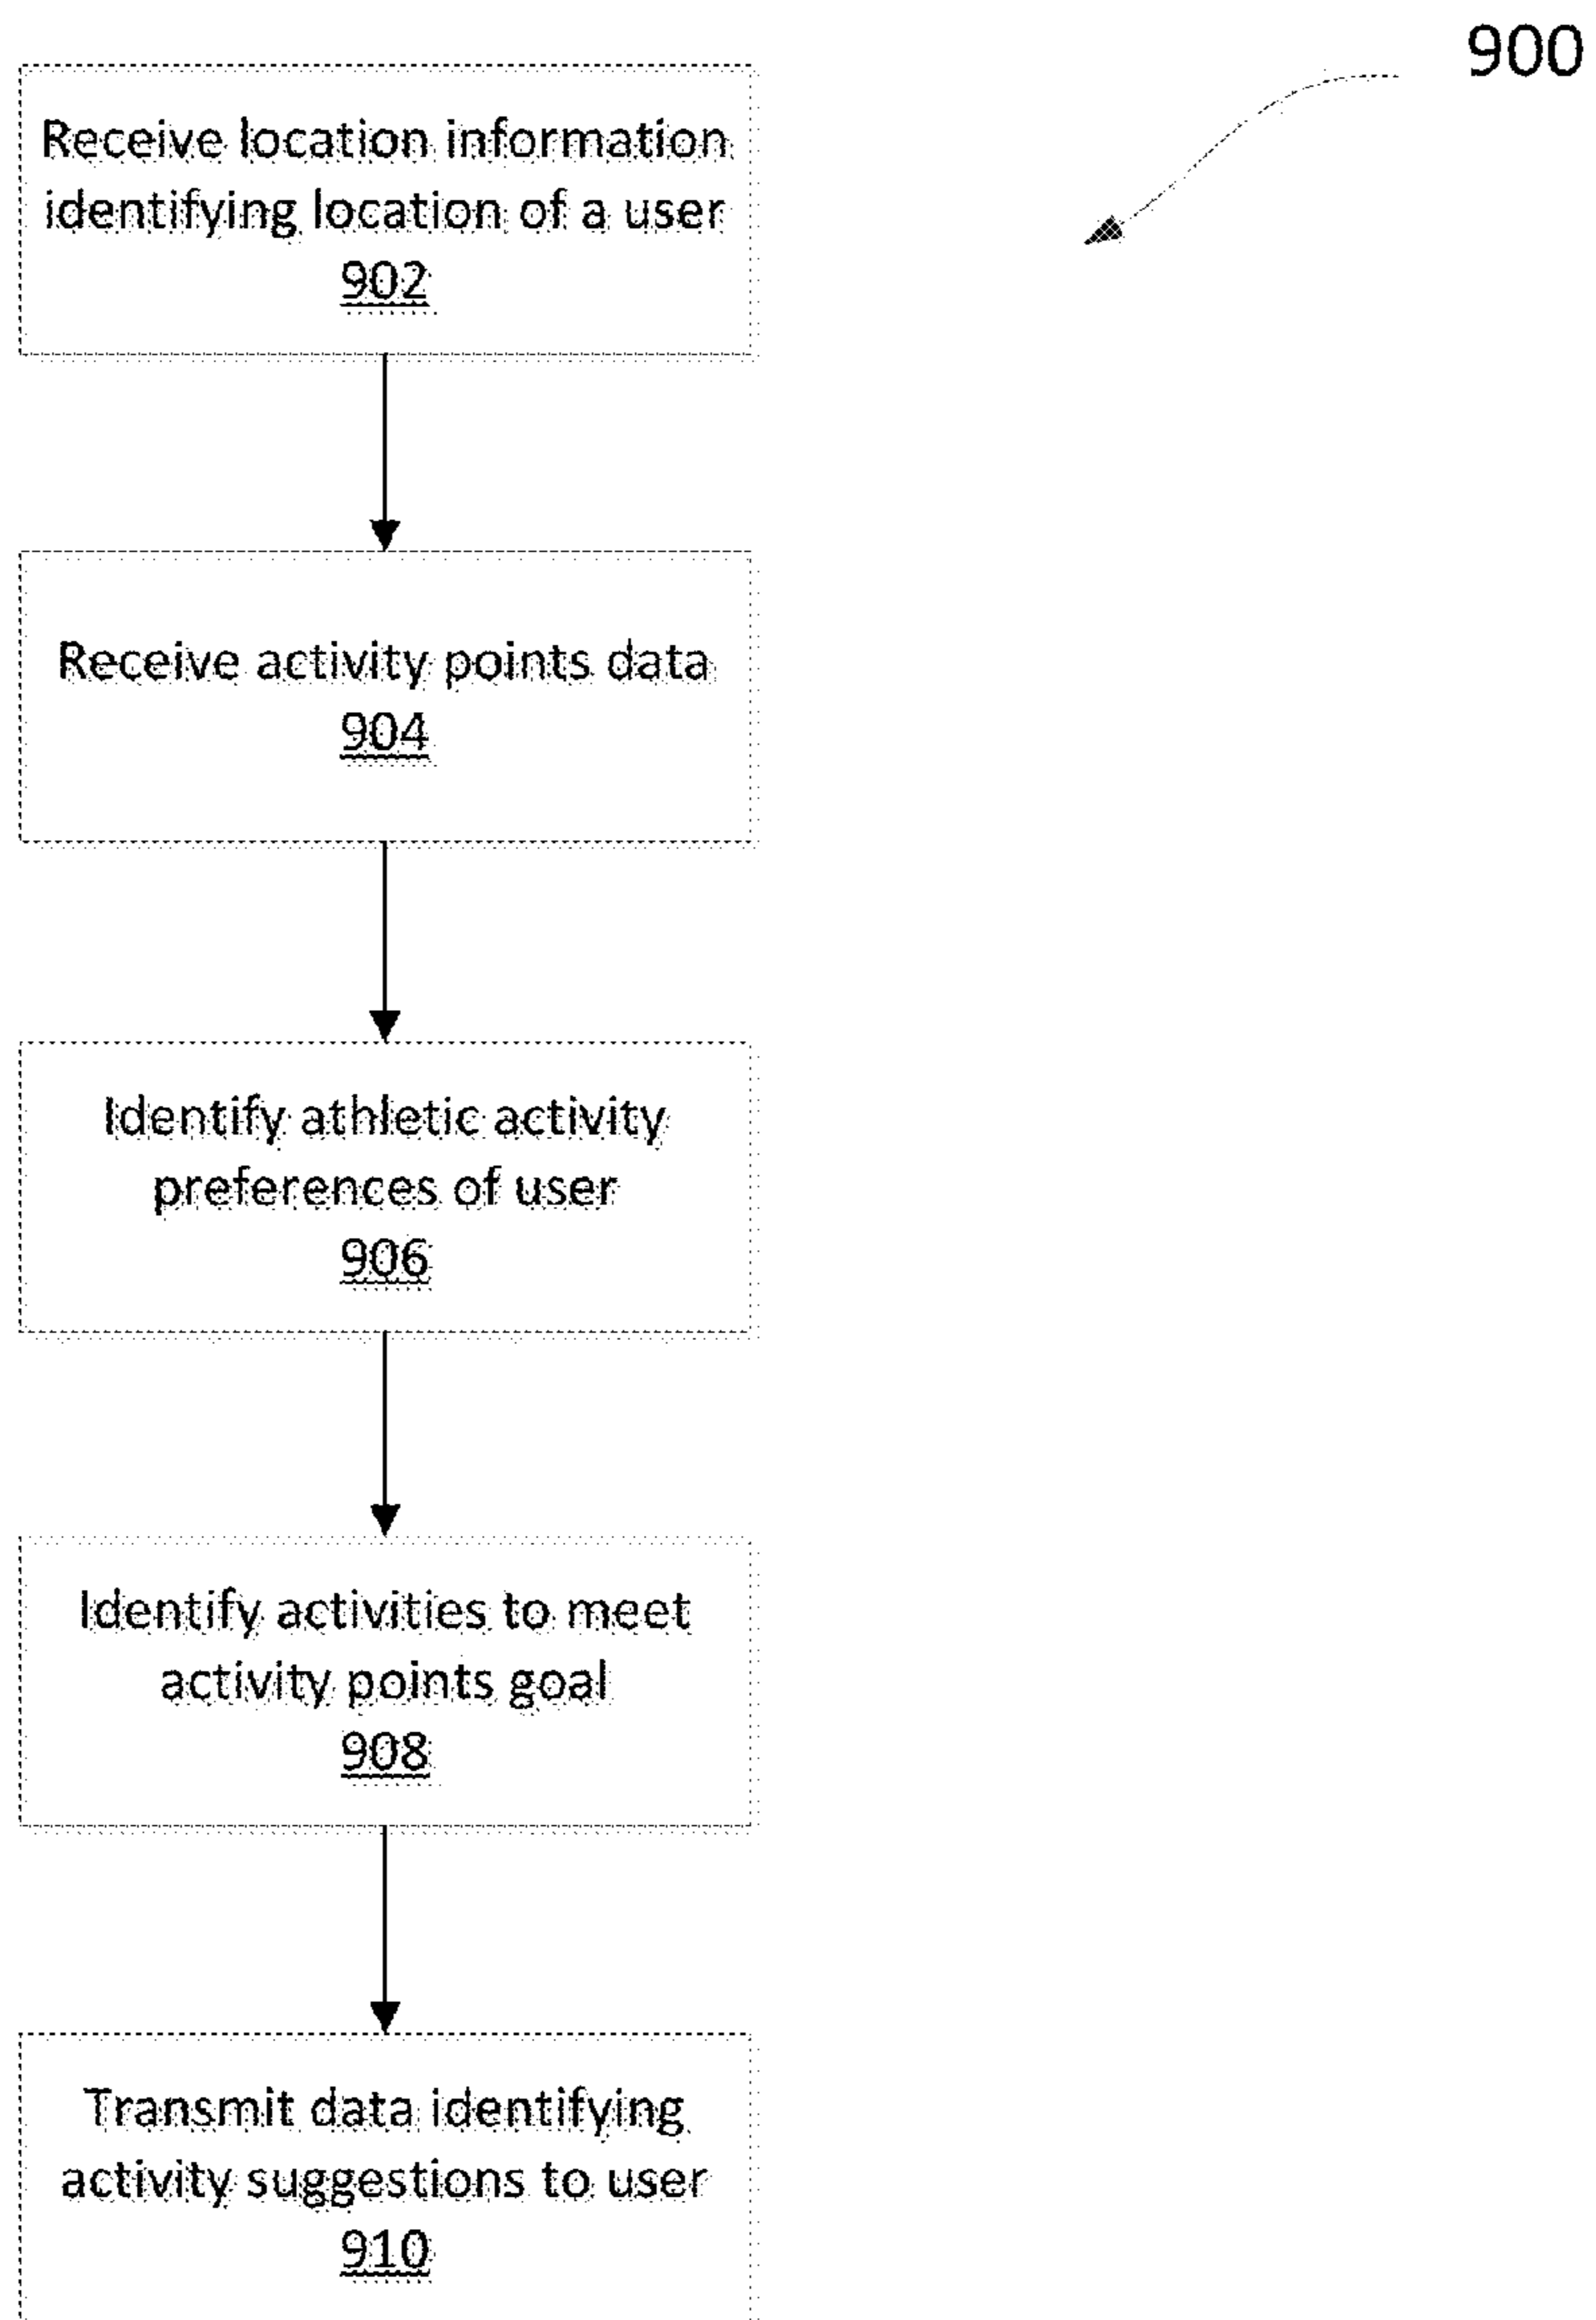 900
Receive location information
identifying location of a user
902
Receive activity points data
904
Identify athletic activity
preferences of user
906
Identify activities to meet
activity points goal
908
Transmit data identifying
activity suggestions to user
910